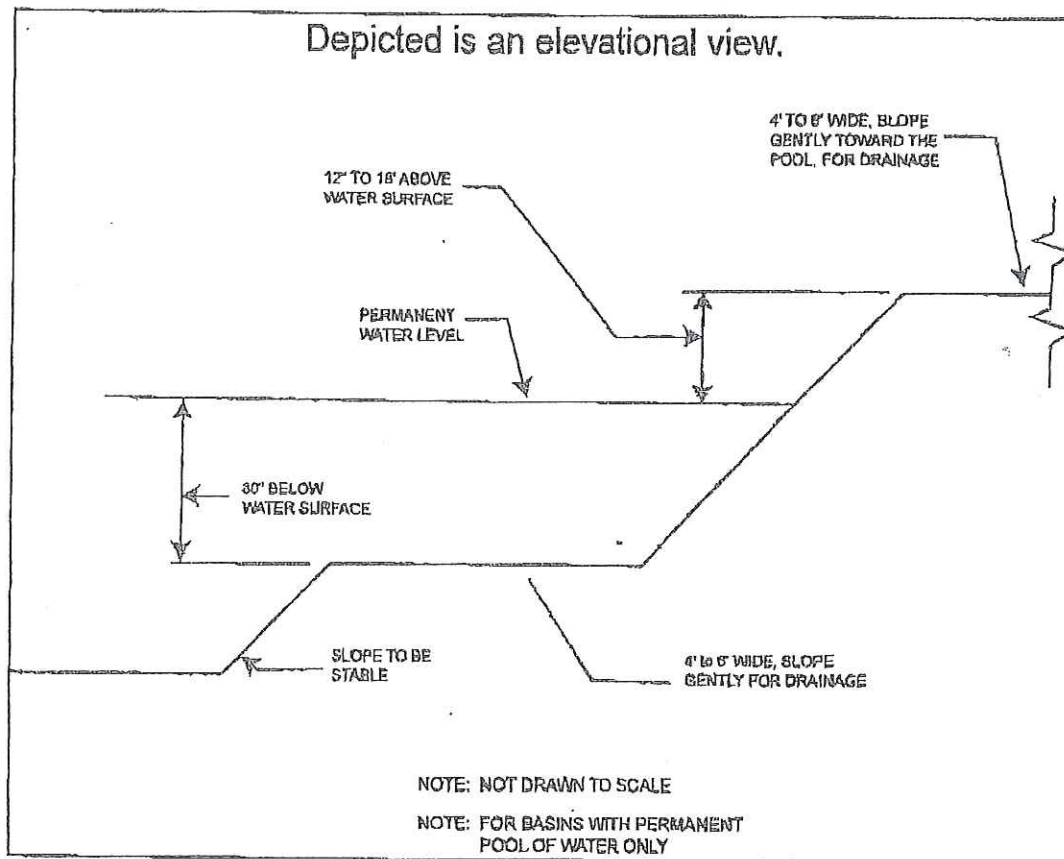 Depicted is an elevational view.
4' TO 6' WIDE, SLOPE
GENTLY TOWARD THE
POOL, FOR DRAINAGE
12" TO 18" ABOVE
WATER SURFACE
PERMANENT
WATER LEVEL
30" BELOW
WATER SURFACE
SLOPE TO BE
STABLE
4' to 6' WIDE, SLOPE
GENTLY FOR DRAINAGE
NOTE: NOT DRAWN TO SCALE
NOTE: FOR BASINS WITH PERMANENT
POOL OF WATER ONLY